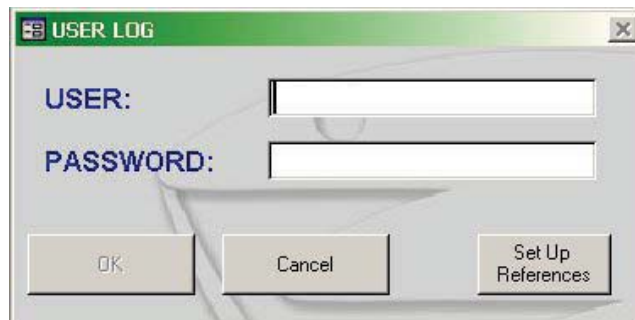 USER LOG
USER:
PASSWORD:
OK
Cancel
Set Up
References